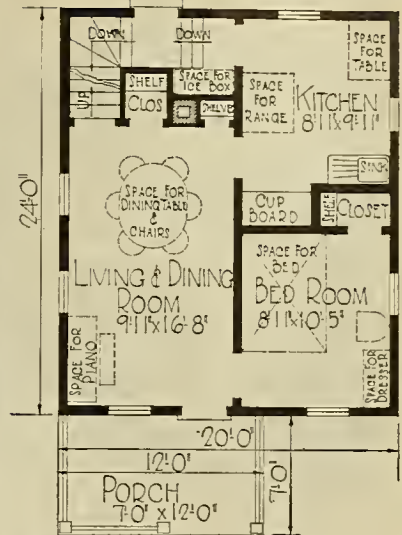 DOWN
DOWN
SPACE
FOR
TABLE
SHELF
CLOS
SPACE FOR
ICE BOX
SHELVES
SPACE
FOR
RANGE
KITCHEN
8'-11"x9'-11"
UP
SINK
24'-0"
SPACE FOR
DINING TABLE
&
CHAIRS
CUP
BOARD
SHELF
CLOSET
SPACE FOR
BED
LIVING & DINING
ROOM
9'-11"x16'-8"
BED ROOM
8'-11"x10'-5"
SPACE FOR
PIANO
SPACE FOR
DRESSER
20'-0"
12'-0"
7'-0"
PORCH
7'-0" x 12'-0"